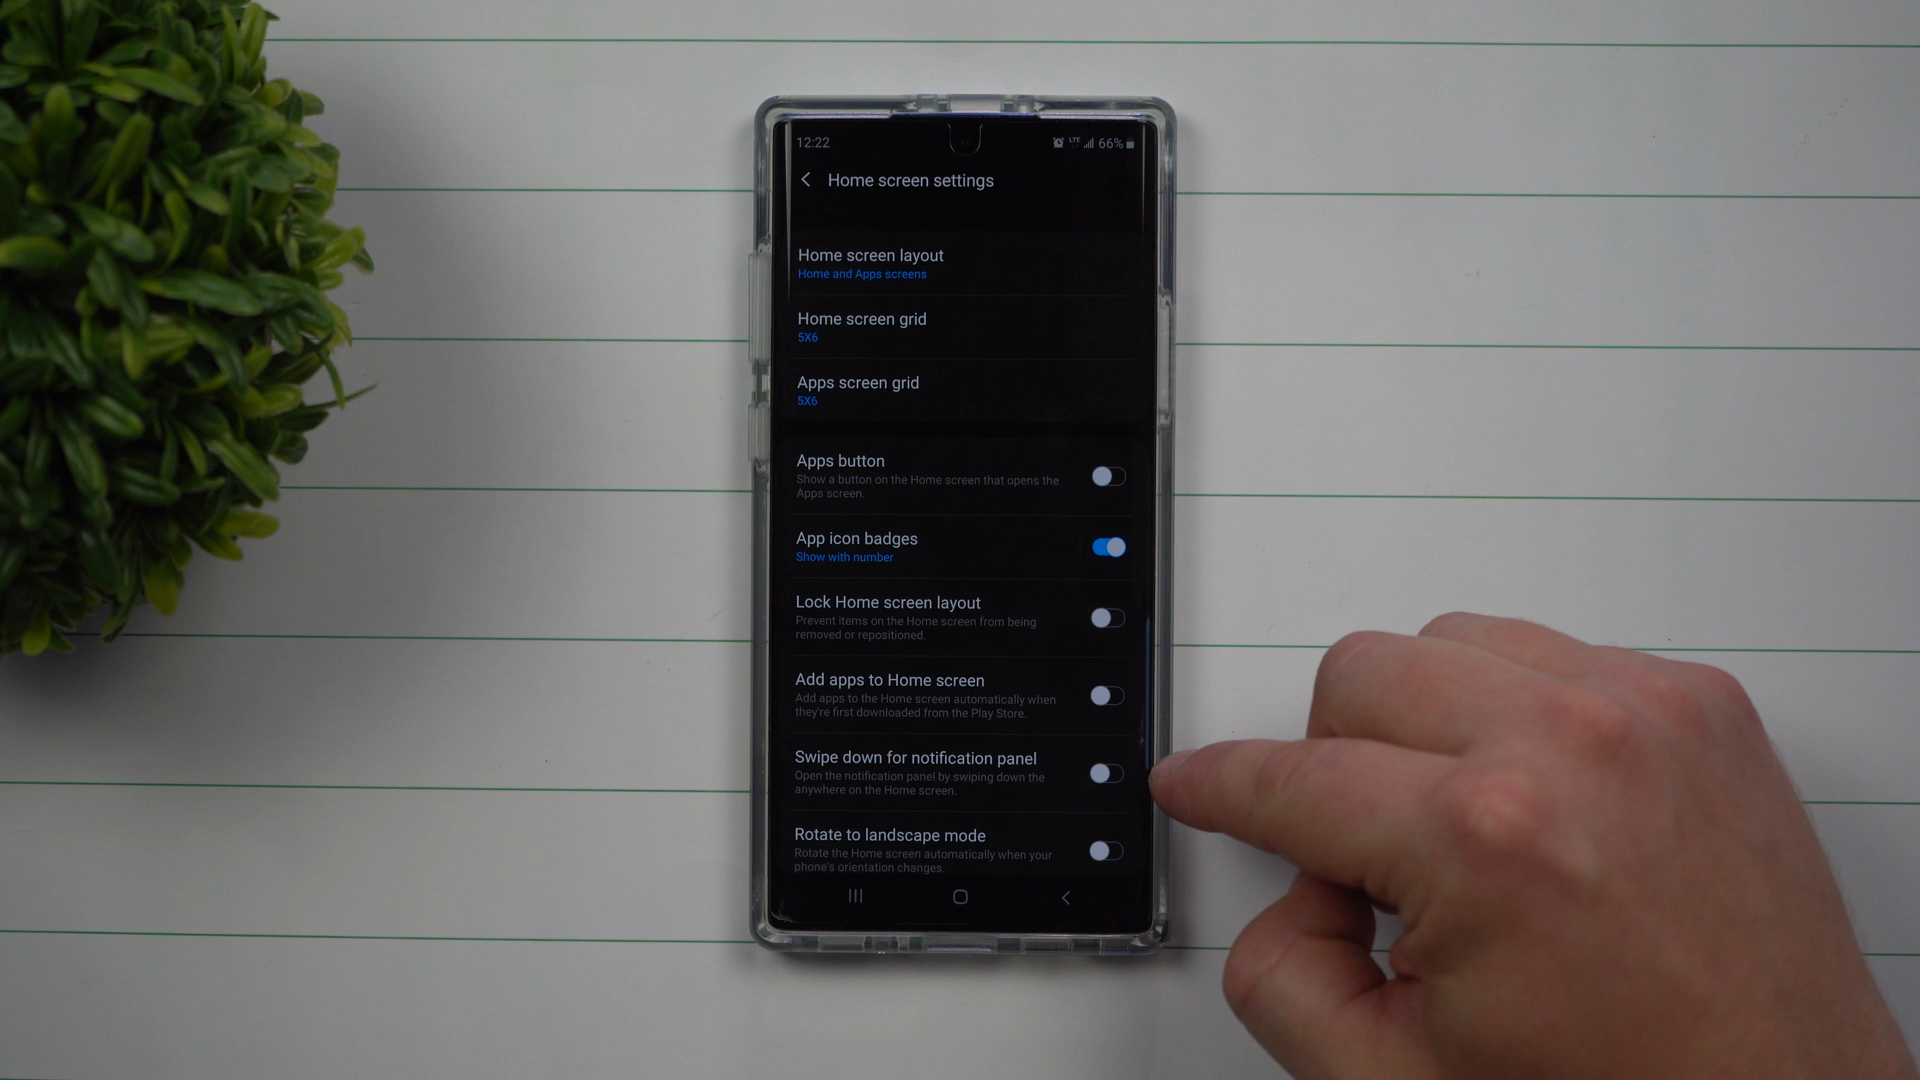 12:22 LTE 66%
Home screen settings
Home screen layout
Home and Apps screens
Home screen grid
5X6
Apps screen grid
5X6
Apps button
Show a button on the Home screen that opens the
Apps screen.
App icon badges
Show with number
Lock Home screen layout
Prevent items on the Home screen from being
removed or repositioned.
Add apps to Home screen
Add apps to the Home screen automatically when
they're first downloaded from the Play Store.
Swipe down for notification panel
Open the notification panel by swiping down the
anywhere on the Home screen.
Rotate to landscape mode
Rotate the Home screen automatically when your
phone's orientation changes.